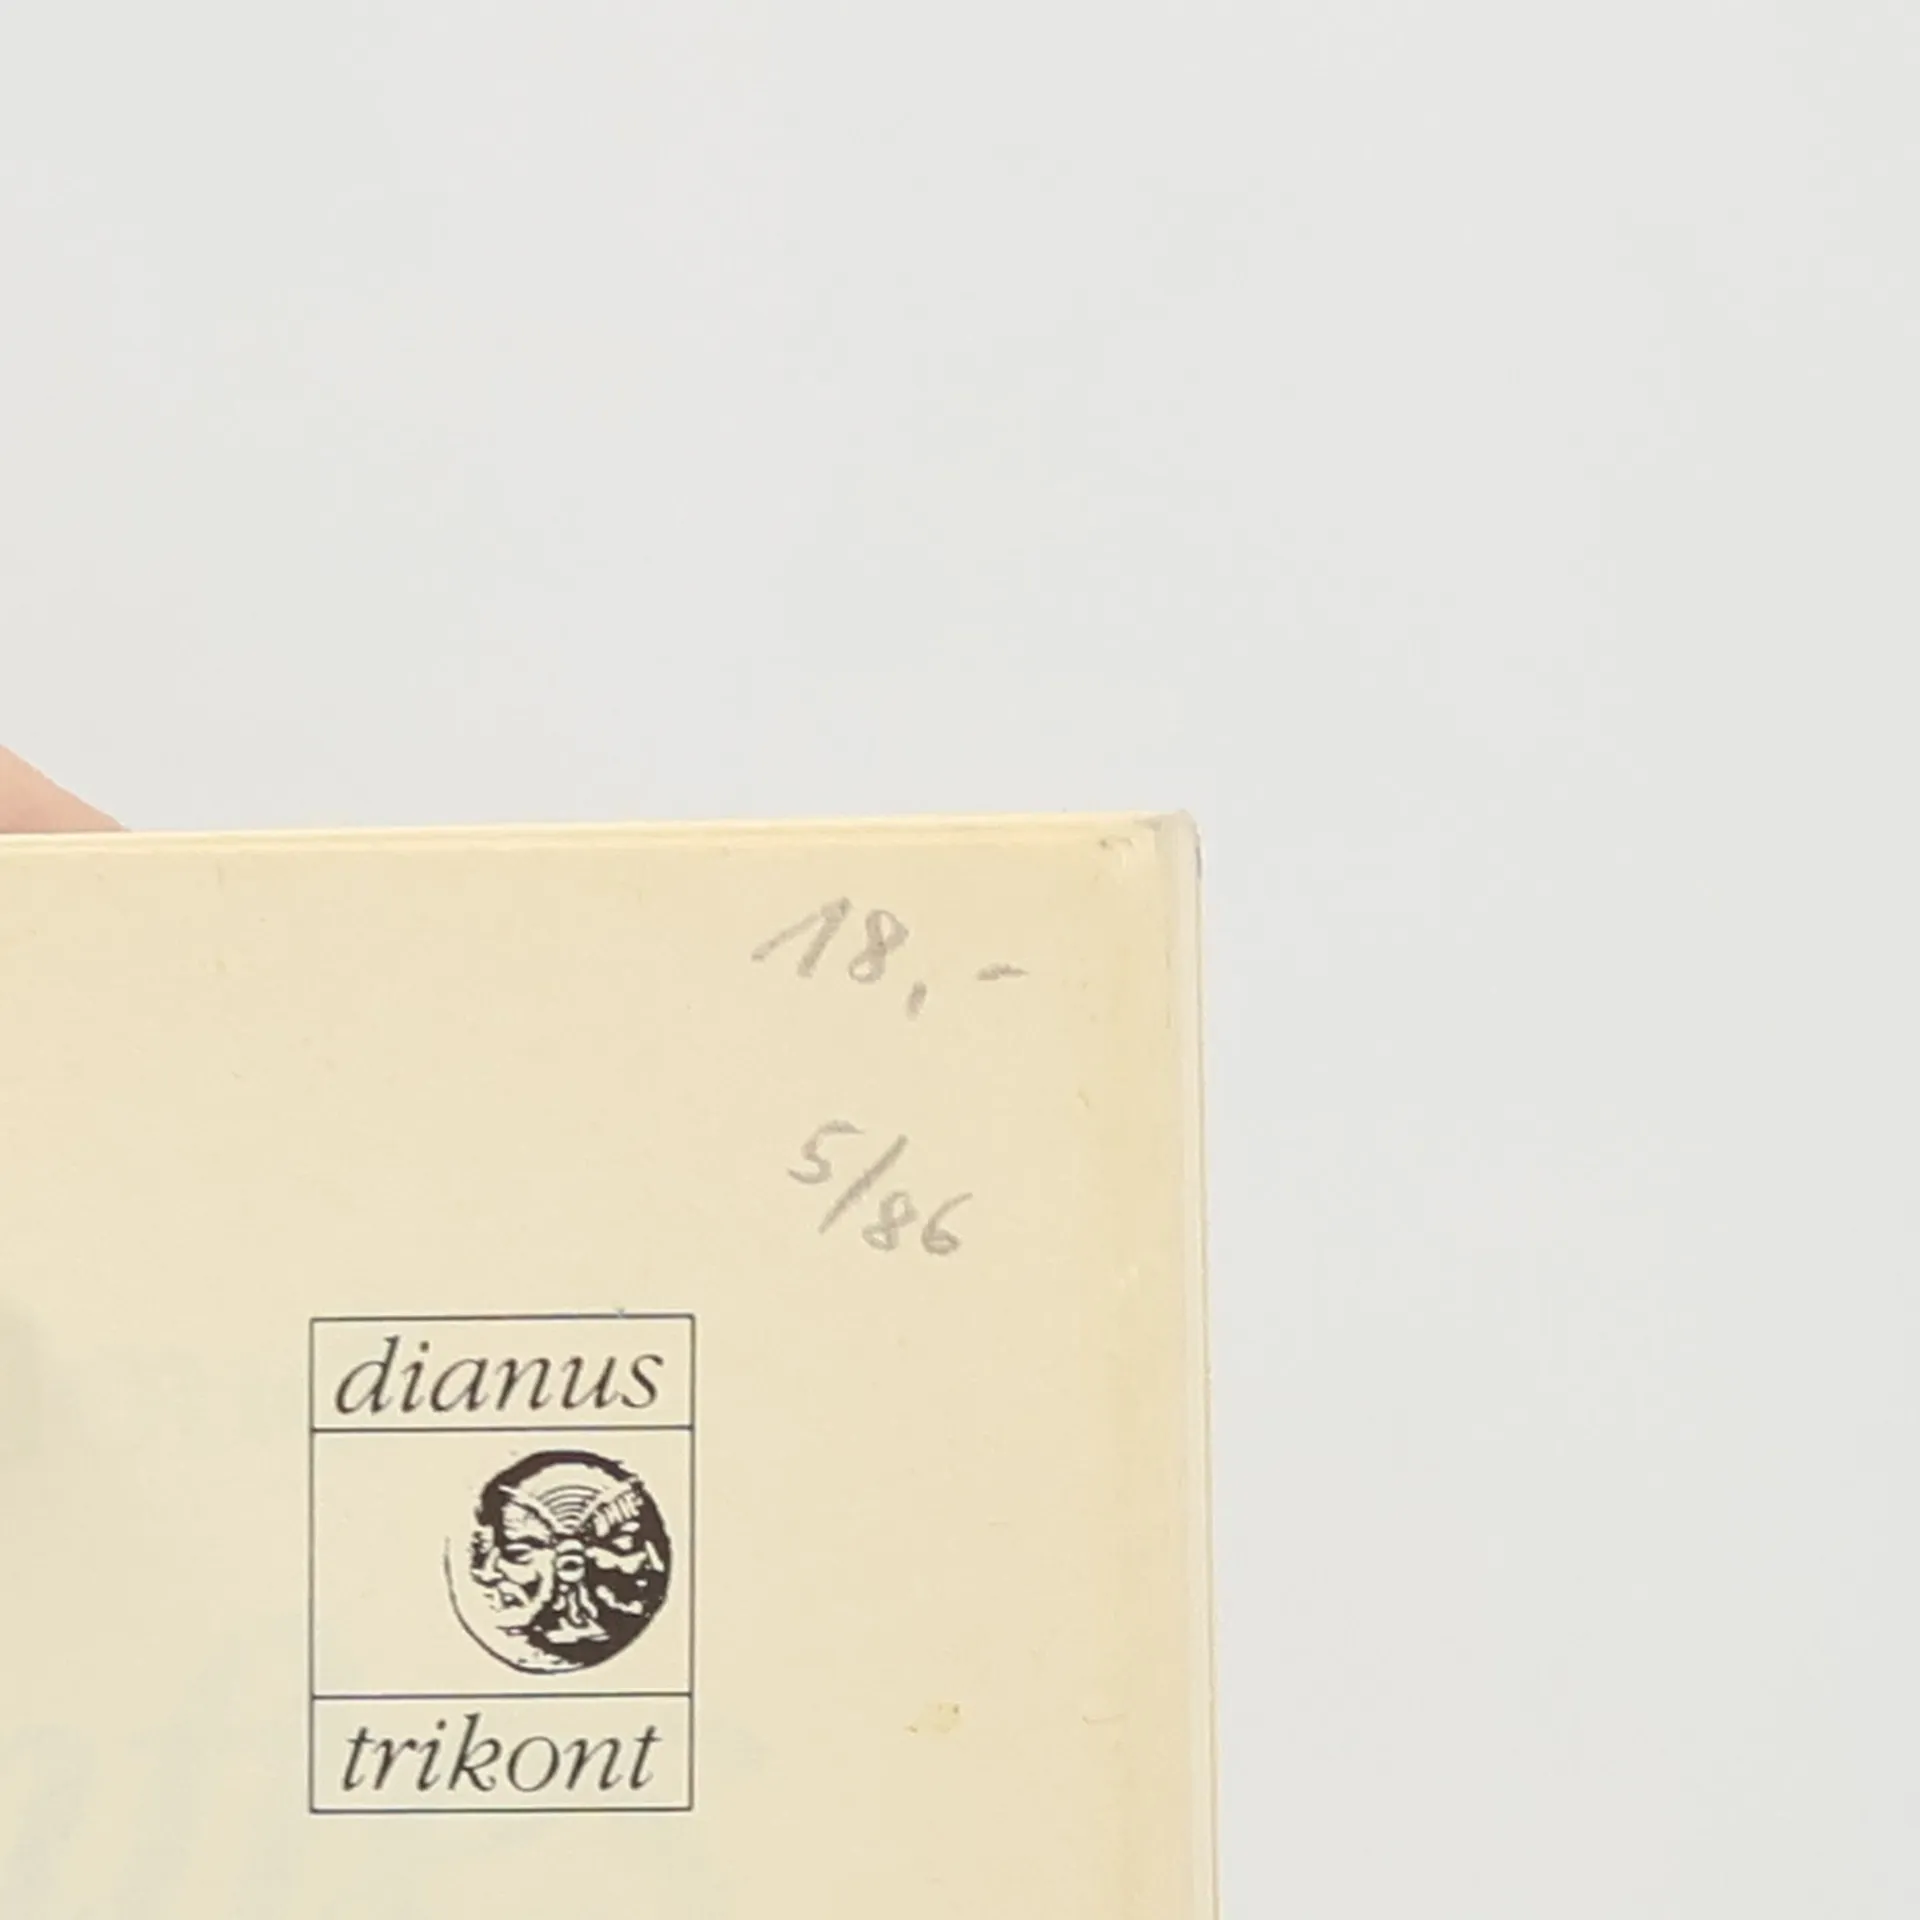 18,-
5/86
dianus
trikont